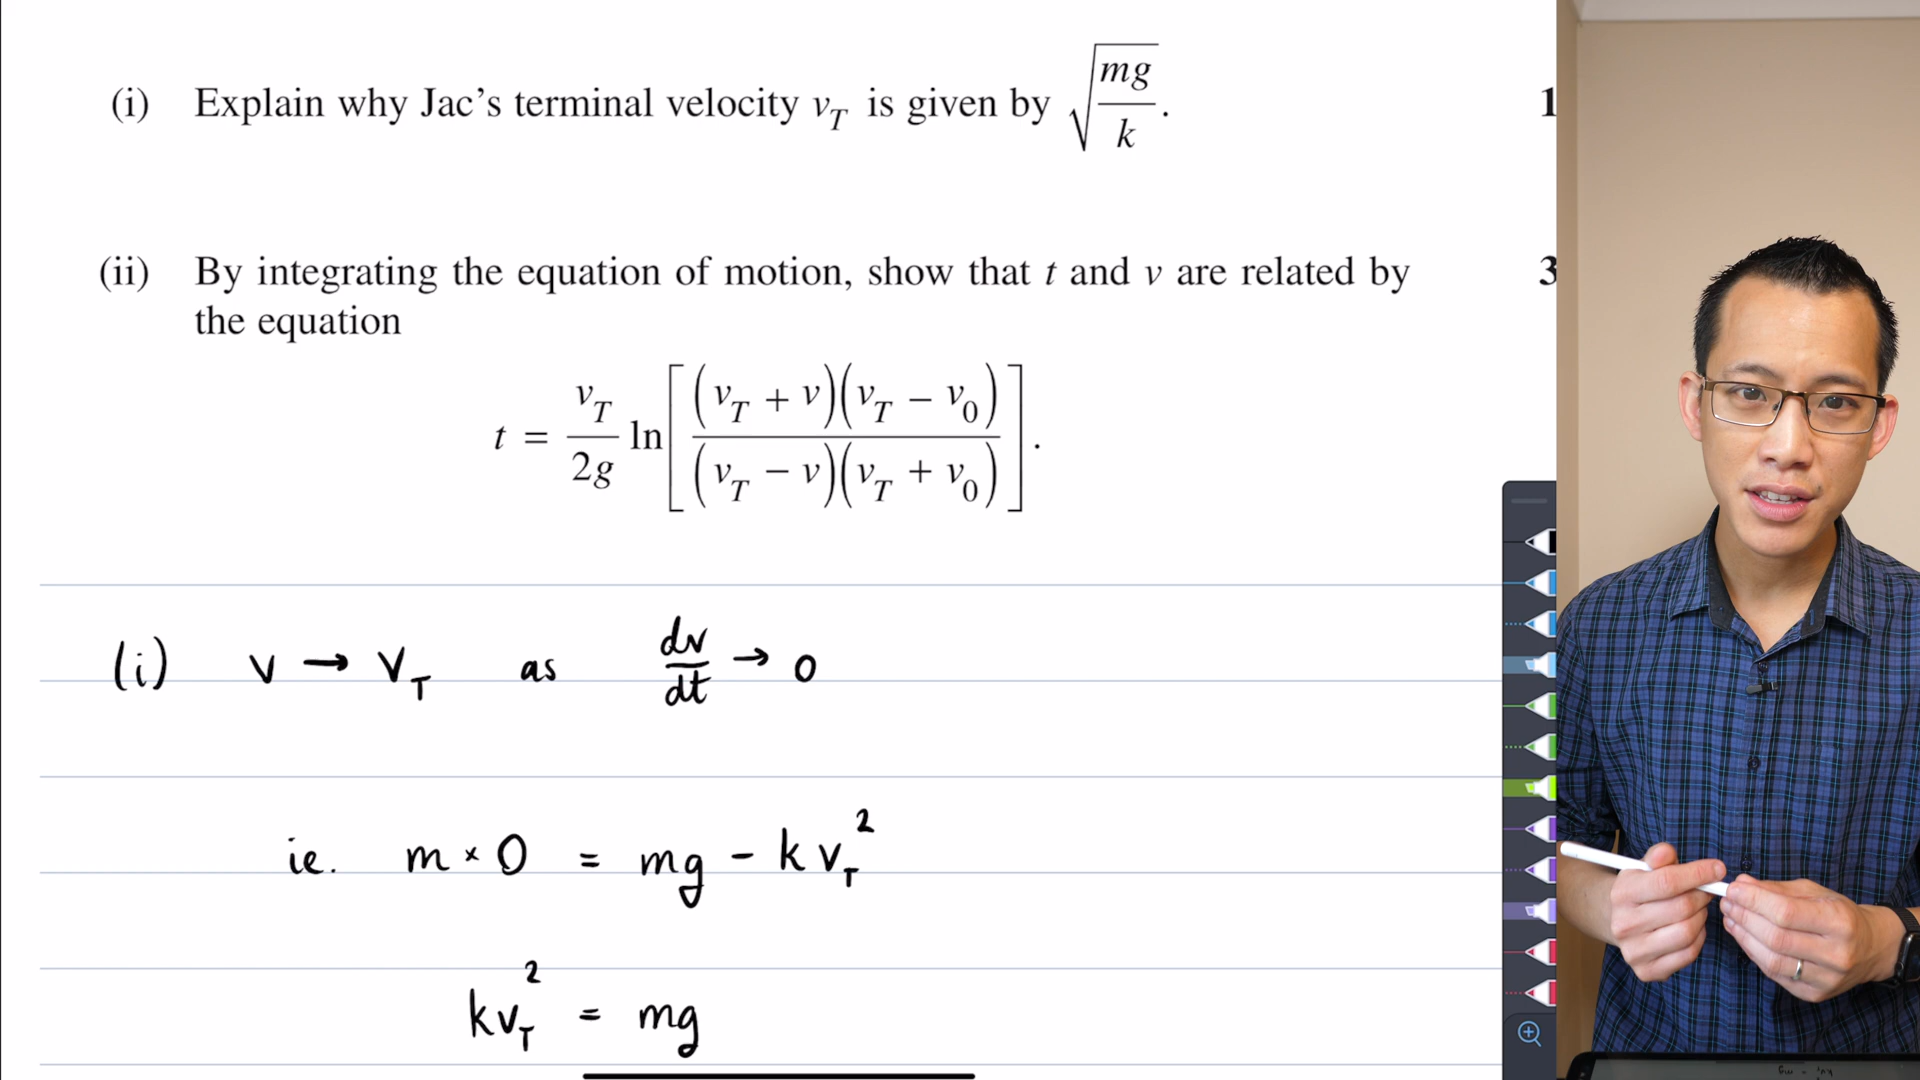 (i) Explain why Jac's terminal velocity v_T is given by √(mg/k). 1
(ii) By integrating the equation of motion, show that t and v are related by 3
the equation
t = v_T/2g ln[(v_T + v)(v_T − v_0)/(v_T − v)(v_T + v_0)].
(i) v → v_T as dv/dt → 0
ie. m × 0 = mg − kv_T²
kv_T² = mg